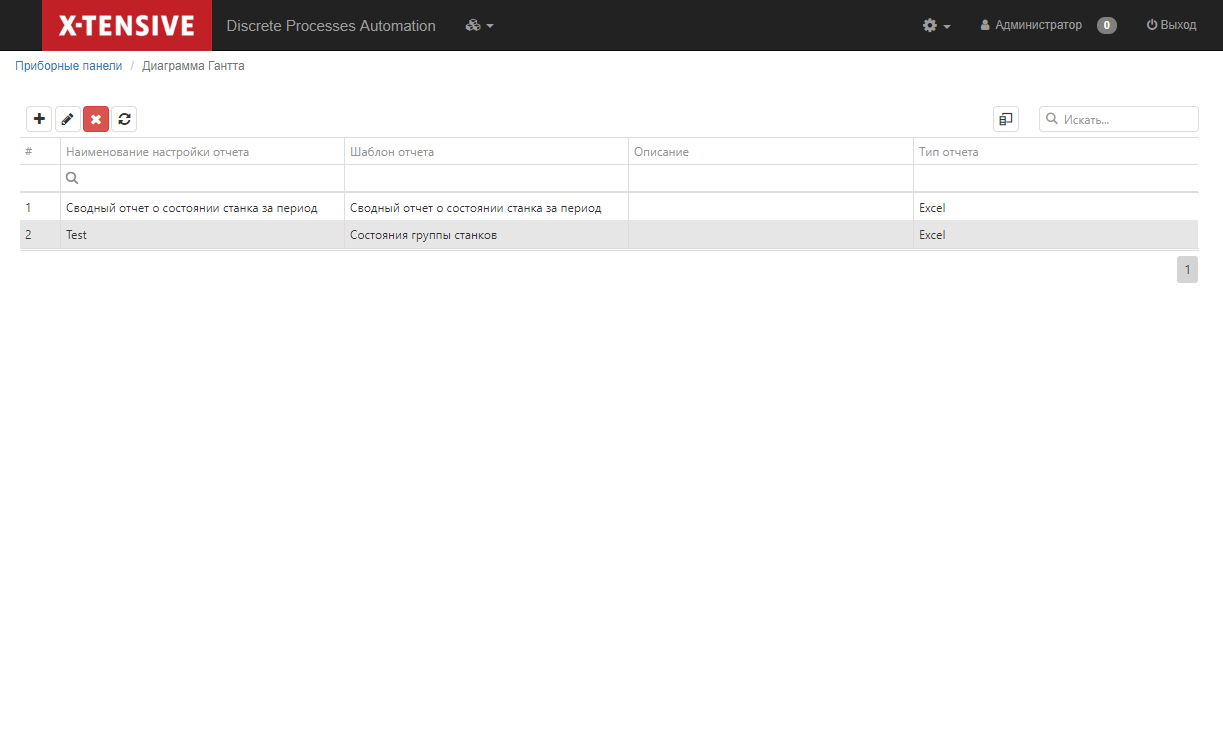 X-TENSIVE Discrete Processes Automation Администратор 0 Выход
Приборные панели / Диаграмма Гантта
Искать...
# Наименование настройки отчета Шаблон отчета Описание Тип отчета
1 Сводный отчет о состоянии станка за период Сводный отчет о состоянии станка за период Excel
2 Test Состояния группы станков Excel
1